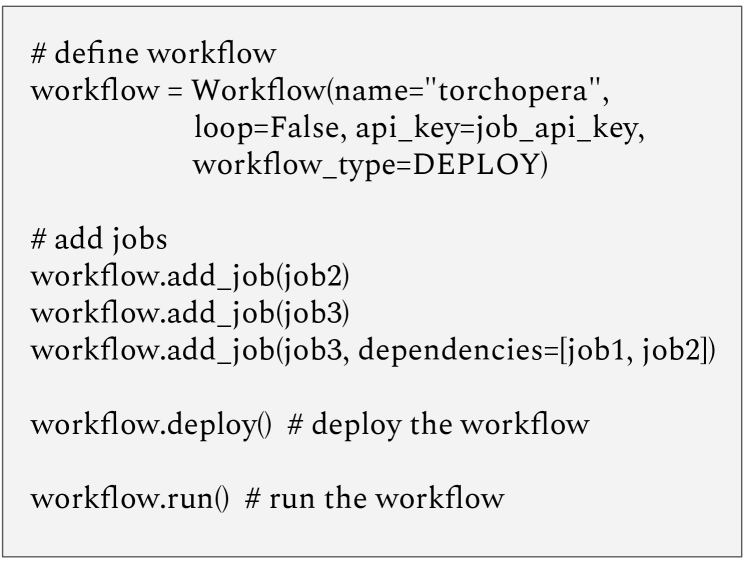 # define workflow
workflow = Workflow(name="torchopera",
loop=False, api_key=job_api_key,
workflow_type=DEPLOY)
# add jobs
workflow.add_job(job2)
workflow.add_job(job3)
workflow.add_job(job3, dependencies=[job1, job2])
workflow.deploy() # deploy the workflow
workflow.run() # run the workflow